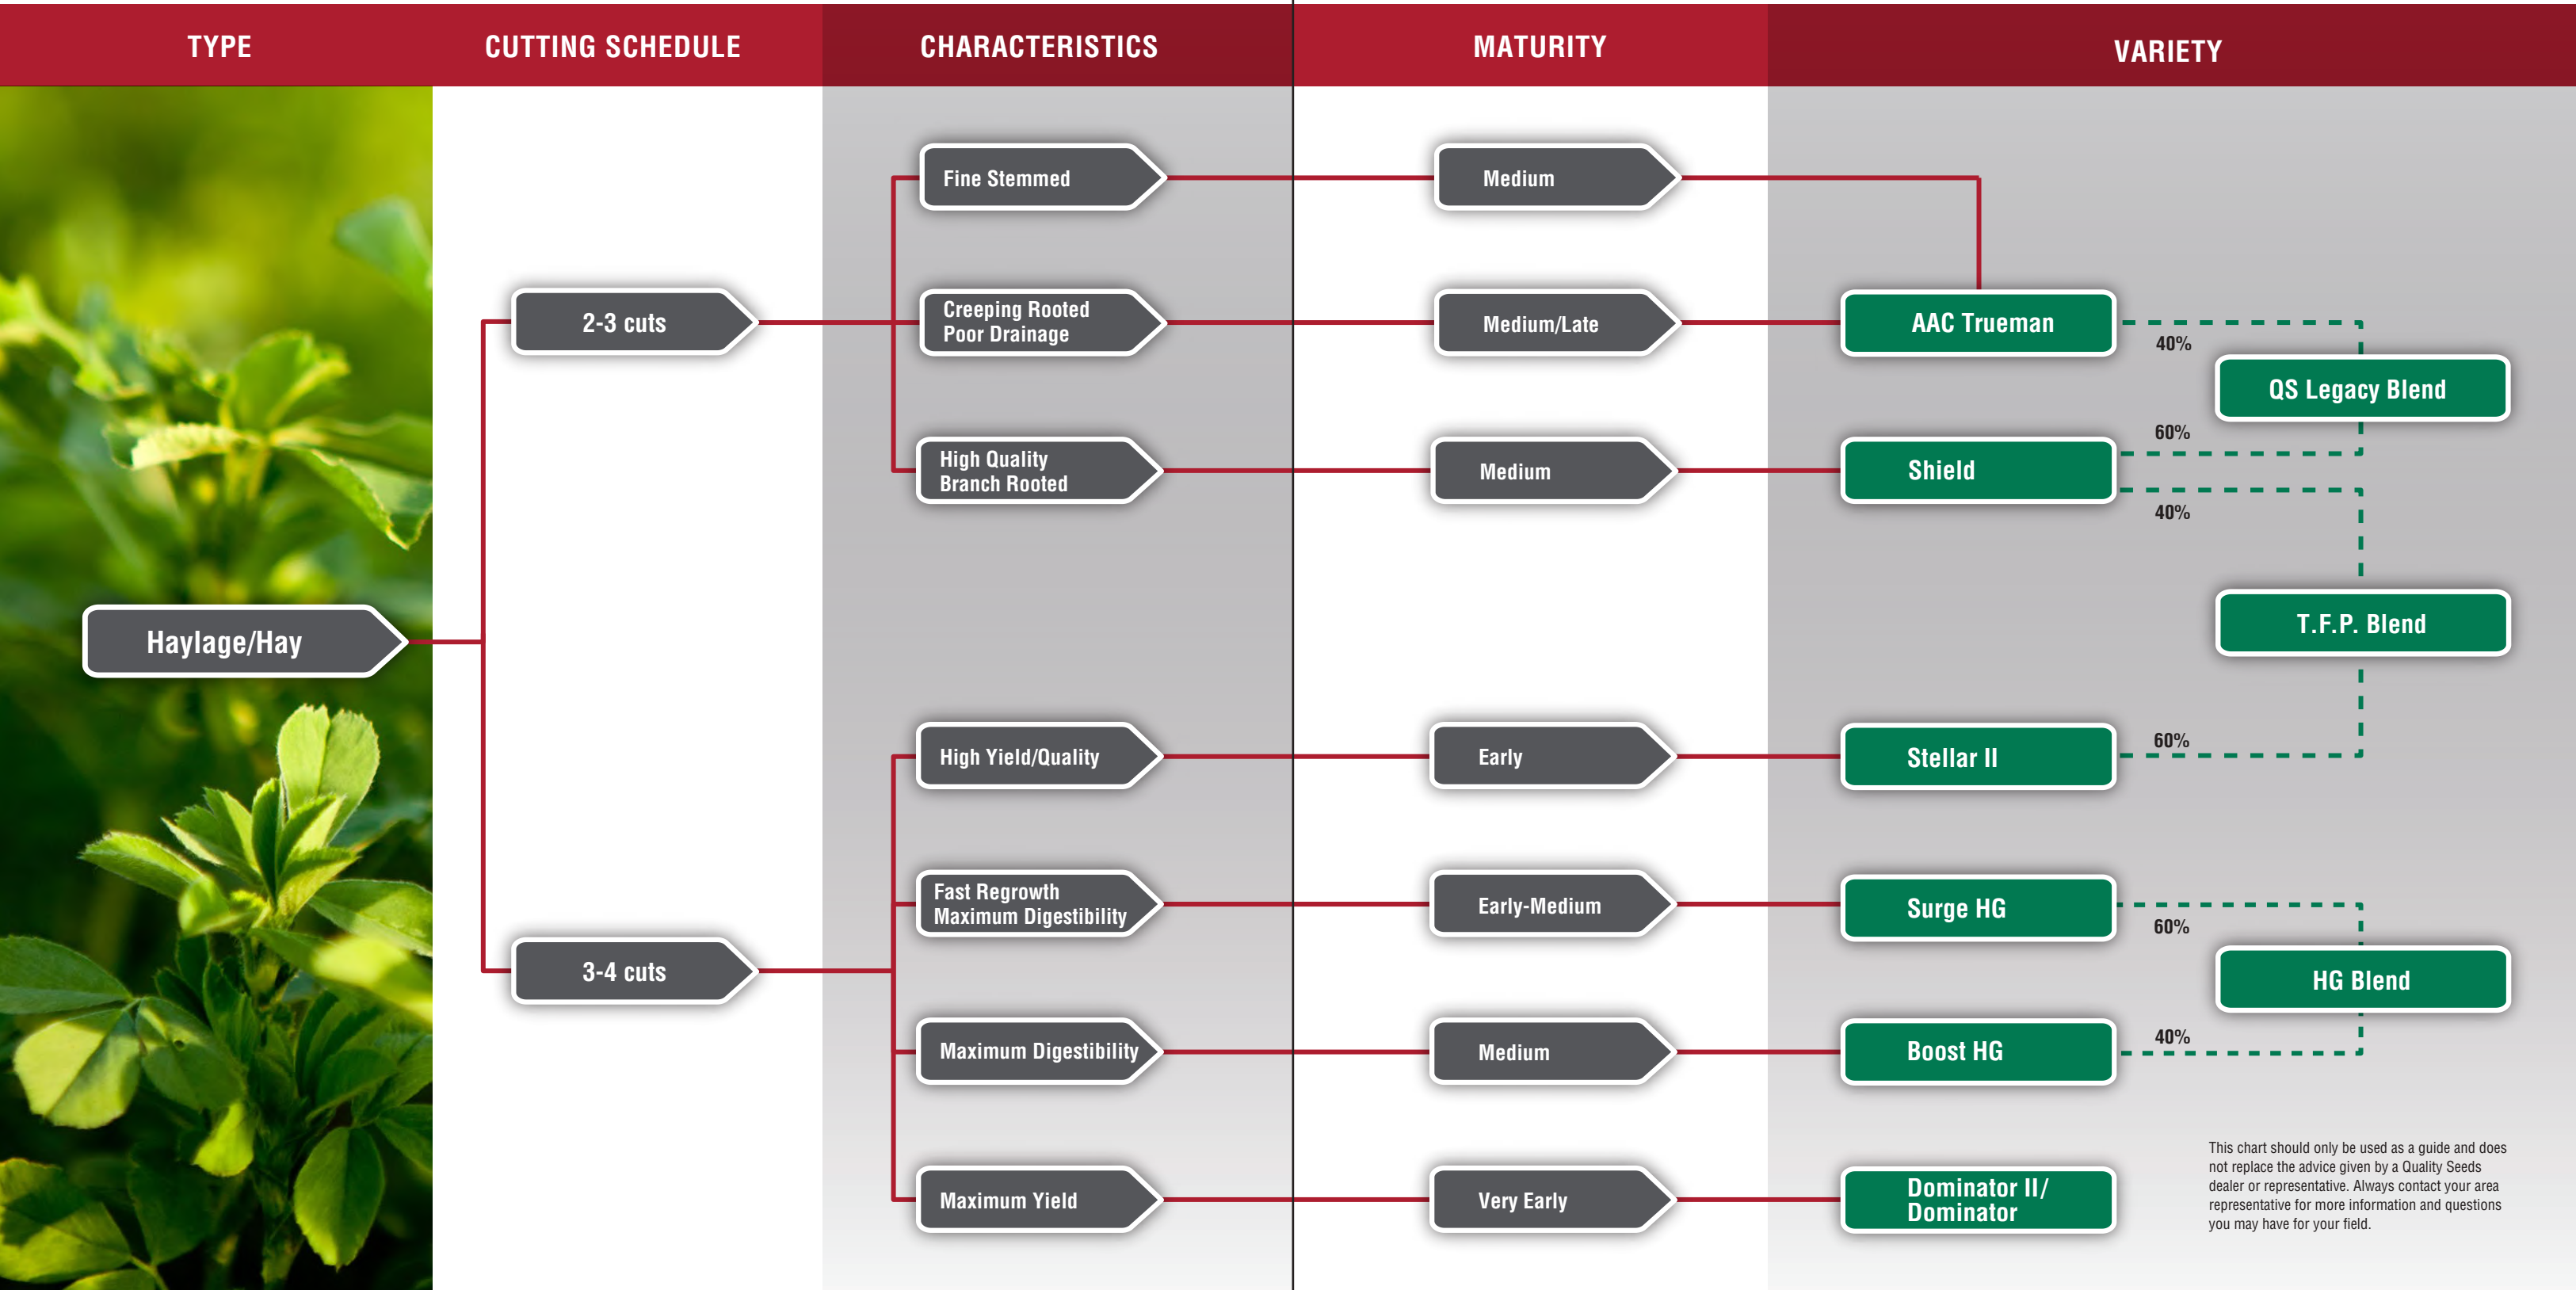 TYPE
CUTTING SCHEDULE
CHARACTERISTICS
MATURITY
VARIETY
Haylage/Hay
2-3 cuts
Fine Stemmed
Medium
Creeping Rooted
Poor Drainage
Medium/Late
AAC Trueman
40%
QS Legacy Blend
60%
High Quality
Branch Rooted
Medium
Shield
40%
T.F.P. Blend
60%
3-4 cuts
High Yield/Quality
Early
Stellar II
Fast Regrowth
Maximum Digestibility
Early-Medium
Surge HG
60%
HG Blend
40%
Maximum Digestibility
Medium
Boost HG
Maximum Yield
Very Early
Dominator II/
Dominator
This chart should only be used as a guide and does
not replace the advice given by a Quality Seeds
dealer or representative. Always contact your area
representative for more information and questions
you may have for your field.